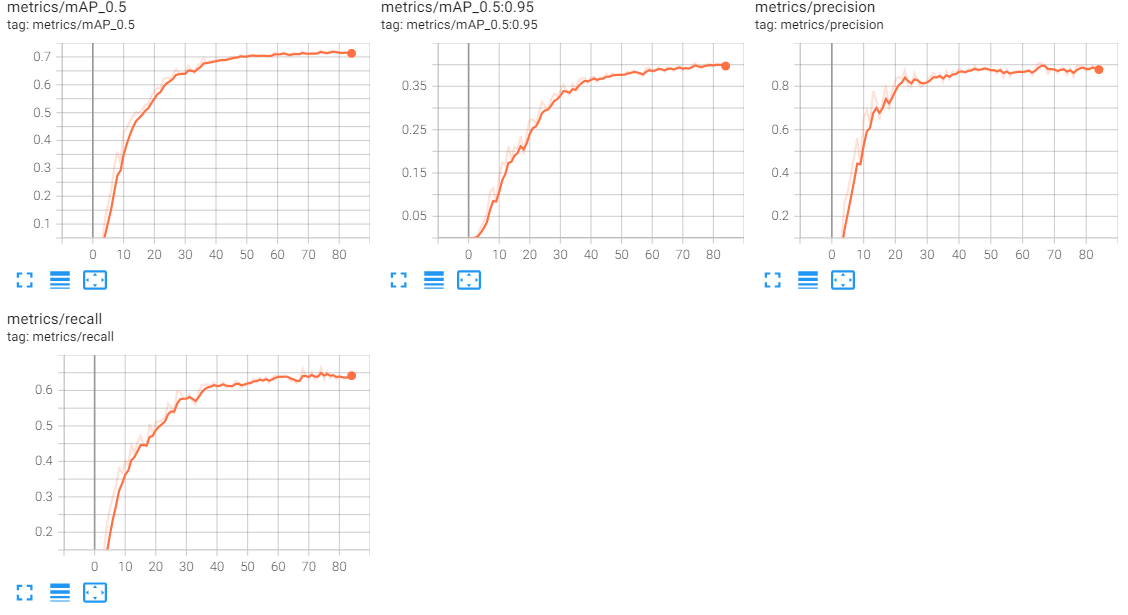 metrics/mAP_0.5
tag: metrics/mAP_0.5
0.7
0.6
0.5
0.4
0.3
0.2
0.1
0 10 20 30 40 50 60 70 80
metrics/mAP_0.5:0.95
tag: metrics/mAP_0.5:0.95
0.35
0.25
0.15
0.05
0 10 20 30 40 50 60 70 80
metrics/precision
tag: metrics/precision
0.8
0.6
0.4
0.2
0 10 20 30 40 50 60 70 80
metrics/recall
tag: metrics/recall
0.6
0.5
0.4
0.3
0.2
0 10 20 30 40 50 60 70 80